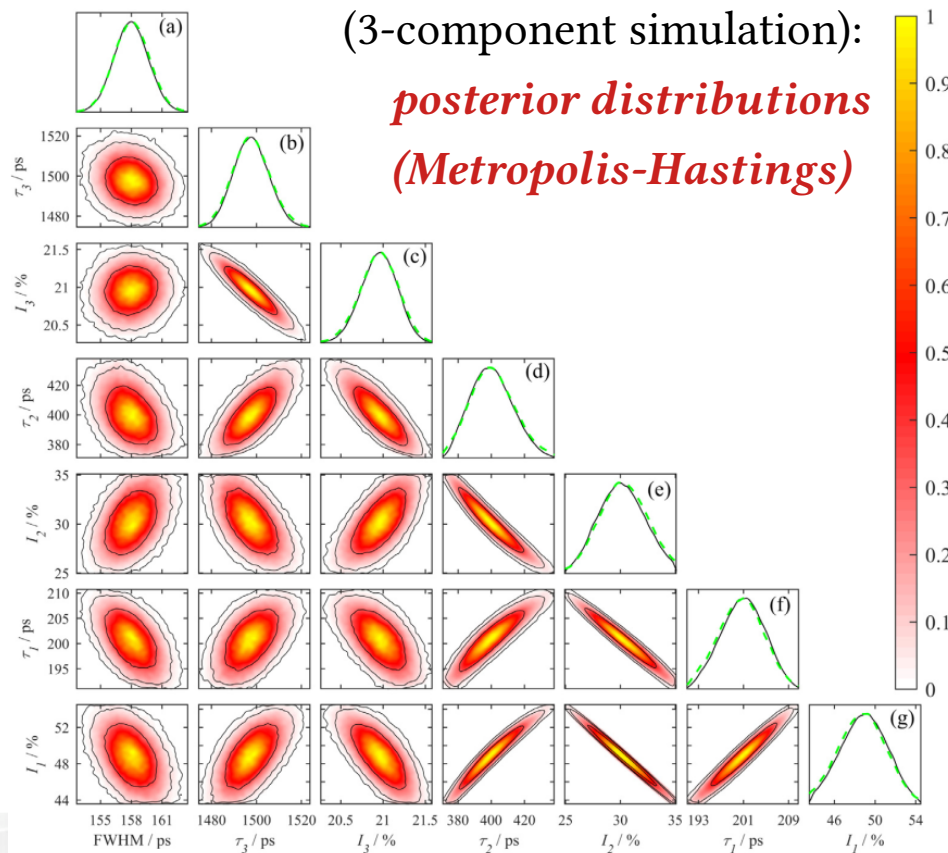 (a)
(3-component simulation):
posterior distributions
(Metropolis-Hastings)
1
0.9
0.8
0.7
0.6
0.5
0.4
0.3
0.2
0.1
0
τ3 / ps
1520
1500
1480
(b)
I3 / %
21.5
21
20.5
(c)
τ2 / ps
420
400
380
(d)
I2 / %
35
30
25
(e)
τ1 / ps
210
205
200
195
(f)
I1 / %
52
48
44
(g)
155 158 161
FWHM / ps
1480 1500 1520
τ3 / ps
20.5 21 21.5
I3 / %
380 400 420
τ2 / ps
25 30 35
I2 / %
193 201 209
τ1 / ps
46 50 54
I1 / %